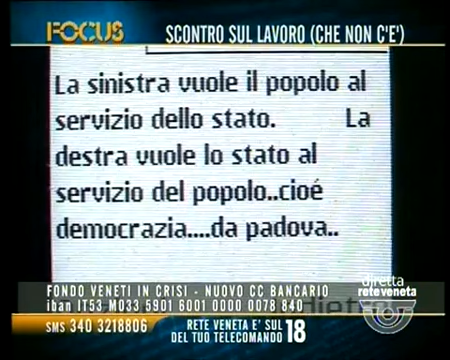 FOCUS
SCONTRO SUL LAVORO (CHE NON C'E')
La sinistra vuole il popolo al
servizio dello stato. La
destra vuole lo stato al
servizio del popolo..cioé
democrazia....da padova..
FONDO VENETI IN CRISI - NUOVO CC BANCARIO
iban IT53 M033 5901 6001 0000 0078 840
diretta
reteveneta
SMS 340 3218806
RETE VENETA E' SUL 18
DEL TUO TELECOMANDO